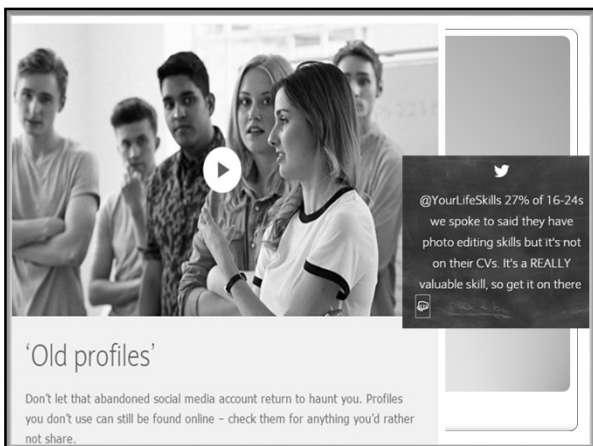 @YourLifeSkills 27% of 16-24s
we spoke to said they have
photo editing skills but it's not
on their CVs. It's a REALLY
valuable skill, so get it on there
‘Old profiles’
Don't let that abandoned social media account return to haunt you. Profiles
you don't use can still be found online – check them for anything you'd rather
not share.